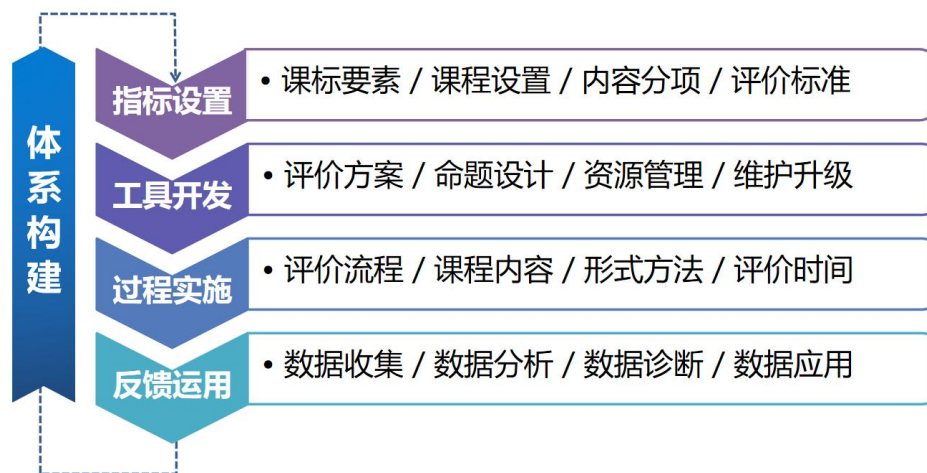 体系构建
指标设置
• 课标要素 / 课程设置 / 内容分项 / 评价标准
工具开发
• 评价方案 / 命题设计 / 资源管理 / 维护升级
过程实施
• 评价流程 / 课程内容 / 形式方法 / 评价时间
反馈运用
• 数据收集 / 数据分析 / 数据诊断 / 数据应用